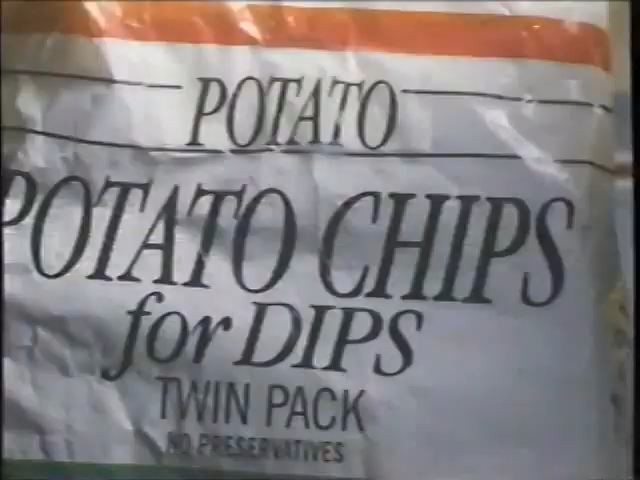 POTATO
POTATO CHIPS
for DIPS
TWIN PACK
NO PRESERVATIVES